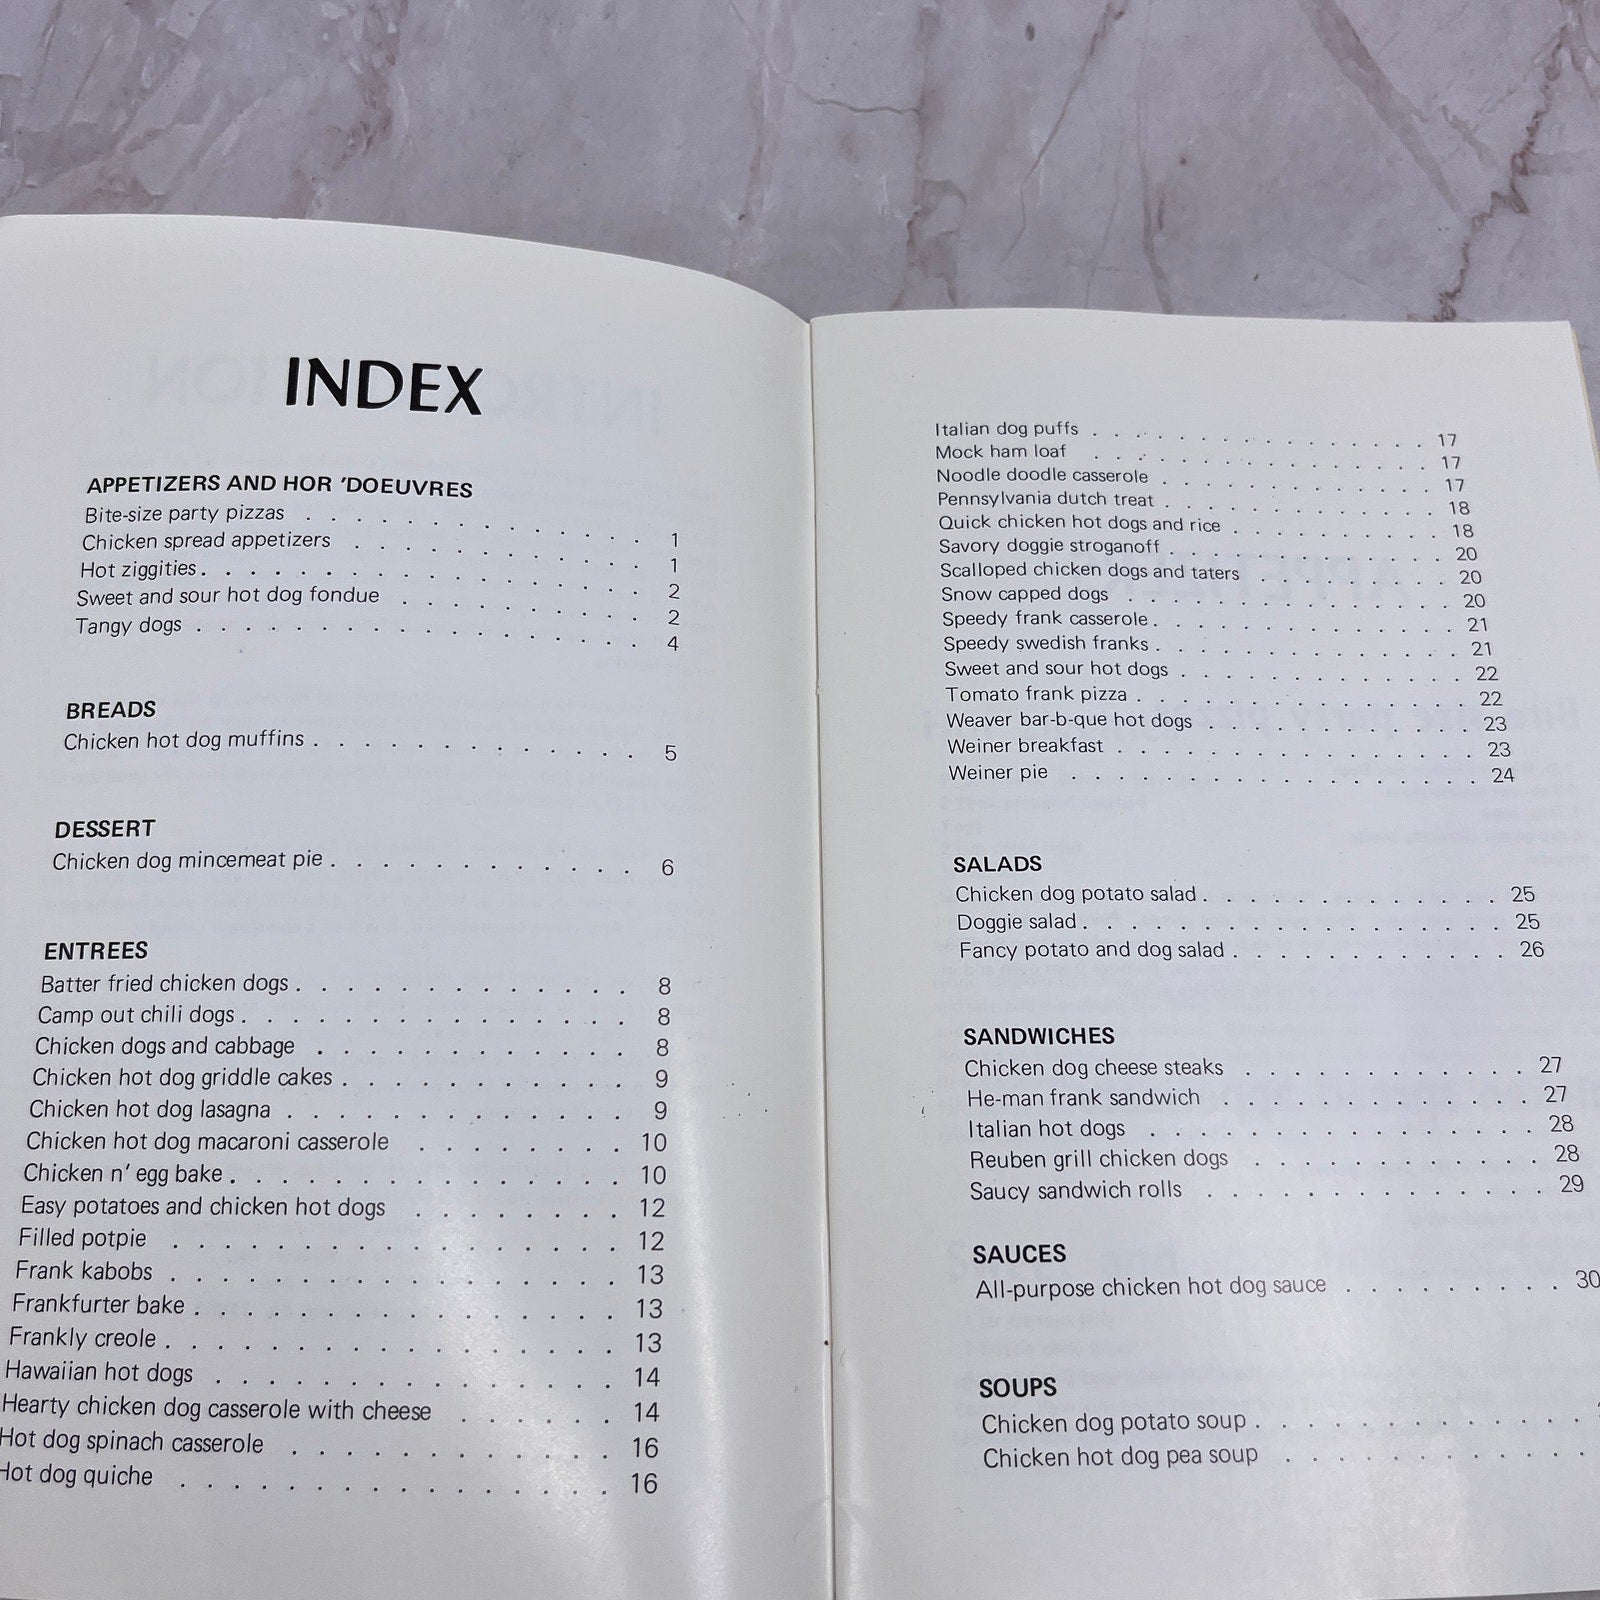 INDEX
APPETIZERS AND HOR 'DOEUVRES
Bite-size party pizzas . . . . . . . . . . . . . 1
Chicken spread appetizers . . . . . . . . . . . 1
Hot ziggities . . . . . . . . . . . . . . . . 2
Sweet and sour hot dog fondue . . . . . . . . . 2
Tangy dogs . . . . . . . . . . . . . . . . . 4
BREADS
Chicken hot dog muffins . . . . . . . . . . . . 5
DESSERT
Chicken dog mincemeat pie . . . . . . . . . . . . 6
ENTREES
Batter fried chicken dogs . . . . . . . . . . . . . 8
Camp out chili dogs . . . . . . . . . . . . . . . 8
Chicken dogs and cabbage . . . . . . . . . . . . 8
Chicken hot dog griddle cakes . . . . . . . . . . . 9
Chicken hot dog lasagna . . . . . . . . . . . . . 9
Chicken hot dog macaroni casserole . . . . . . . . 10
Chicken n' egg bake . . . . . . . . . . . . . . . 10
Easy potatoes and chicken hot dogs . . . . . . . . 12
Filled potpie . . . . . . . . . . . . . . . . . 12
Frank kabobs . . . . . . . . . . . . . . . . . 13
Frankfurter bake . . . . . . . . . . . . . . . . 13
Frankly creole . . . . . . . . . . . . . . . . . 13
Hawaiian hot dogs . . . . . . . . . . . . . . . 14
Hearty chicken dog casserole with cheese . . . . . . 14
Hot dog spinach casserole . . . . . . . . . . . . 16
Hot dog quiche . . . . . . . . . . . . . . . . 16
Italian dog puffs . . . . . . . . . . . . . . . . 17
Mock ham loaf . . . . . . . . . . . . . . . . 17
Noodle doodle casserole . . . . . . . . . . . . . 17
Pennsylvania dutch treat . . . . . . . . . . . . . 18
Quick chicken hot dogs and rice . . . . . . . . . . 18
Savory doggie stroganoff . . . . . . . . . . . . . 20
Scalloped chicken dogs and taters . . . . . . . . . 20
Snow capped dogs . . . . . . . . . . . . . . . 20
Speedy frank casserole . . . . . . . . . . . . . . 21
Speedy swedish franks . . . . . . . . . . . . . . 21
Sweet and sour hot dogs . . . . . . . . . . . . . 22
Tomato frank pizza . . . . . . . . . . . . . . . 22
Weaver bar-b-que hot dogs . . . . . . . . . . . . 23
Weiner breakfast . . . . . . . . . . . . . . . . 23
Weiner pie . . . . . . . . . . . . . . . . . . 24
SALADS
Chicken dog potato salad . . . . . . . . . . . . . 25
Doggie salad . . . . . . . . . . . . . . . . . . 25
Fancy potato and dog salad . . . . . . . . . . . . 26
SANDWICHES
Chicken dog cheese steaks . . . . . . . . . . . . 27
He-man frank sandwich . . . . . . . . . . . . . 27
Italian hot dogs . . . . . . . . . . . . . . . . 28
Reuben grill chicken dogs . . . . . . . . . . . . 28
Saucy sandwich rolls . . . . . . . . . . . . . . 29
SAUCES
All-purpose chicken hot dog sauce . . . . . . . . . 30
SOUPS
Chicken dog potato soup . . . . . . . . . . . . .
Chicken hot dog pea soup . . . . . . . . . . . .